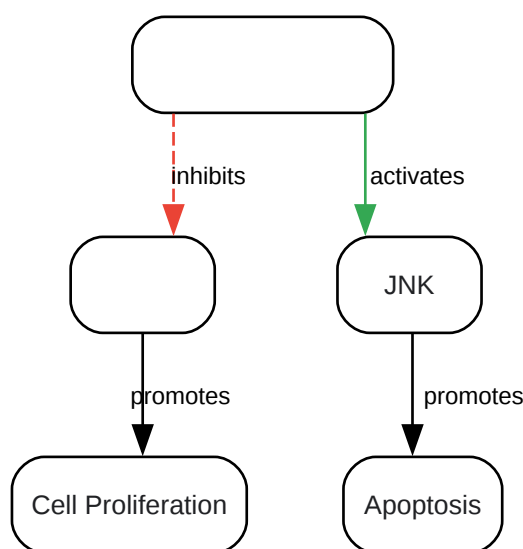 inhibits
activates
JNK
promotes
promotes
Cell Proliferation
Apoptosis